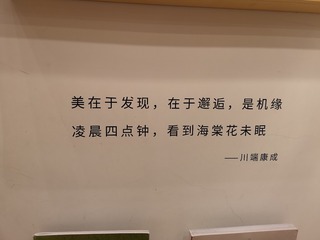 美在于发现，在于邂逅，是机缘
凌晨四点钟，看到海棠花未眠
——川端康成